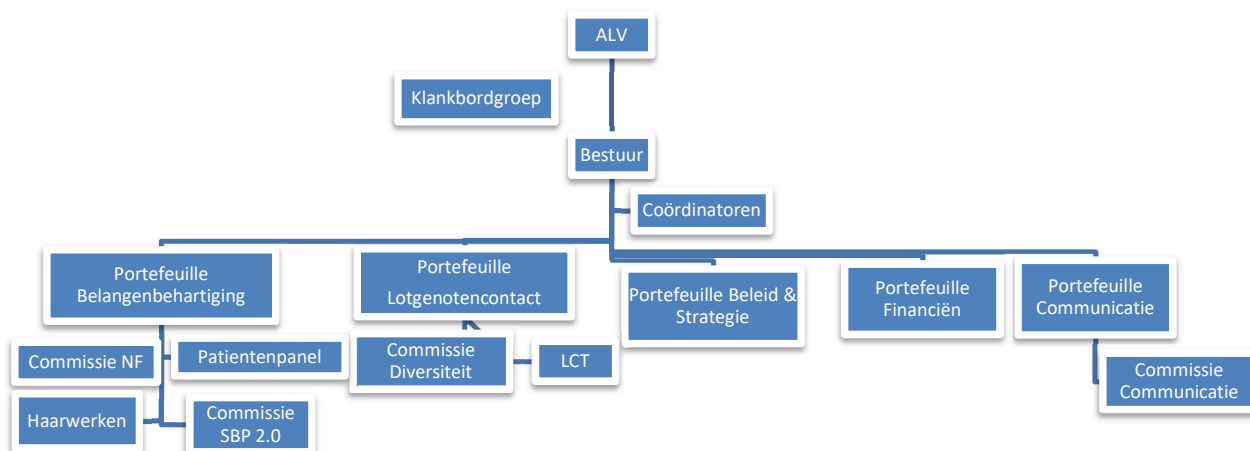 ALV
Klankbordgroep
Bestuur
Coördinatoren
Portefeuille
Belangenbehartiging
Portefeuille
Lotgenotencontact
Portefeuille Beleid &
Strategie
Portefeuille
Financiën
Portefeuille
Communicatie
Commissie NF
Patientenpanel
Commissie
Diversiteit
LCT
Commissie
Communicatie
Haarwerken
Commissie
SBP 2.0